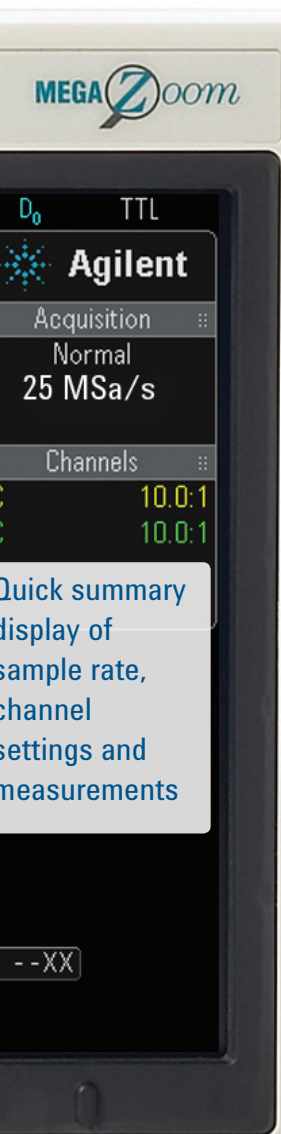 MEGA Zoom
D₀ TTL
Agilent
Acquisition
Normal
25 MSa/s
Channels
C 10.0:1
C 10.0:1
Quick summary
display of
sample rate,
channel
settings and
measurements
--XX